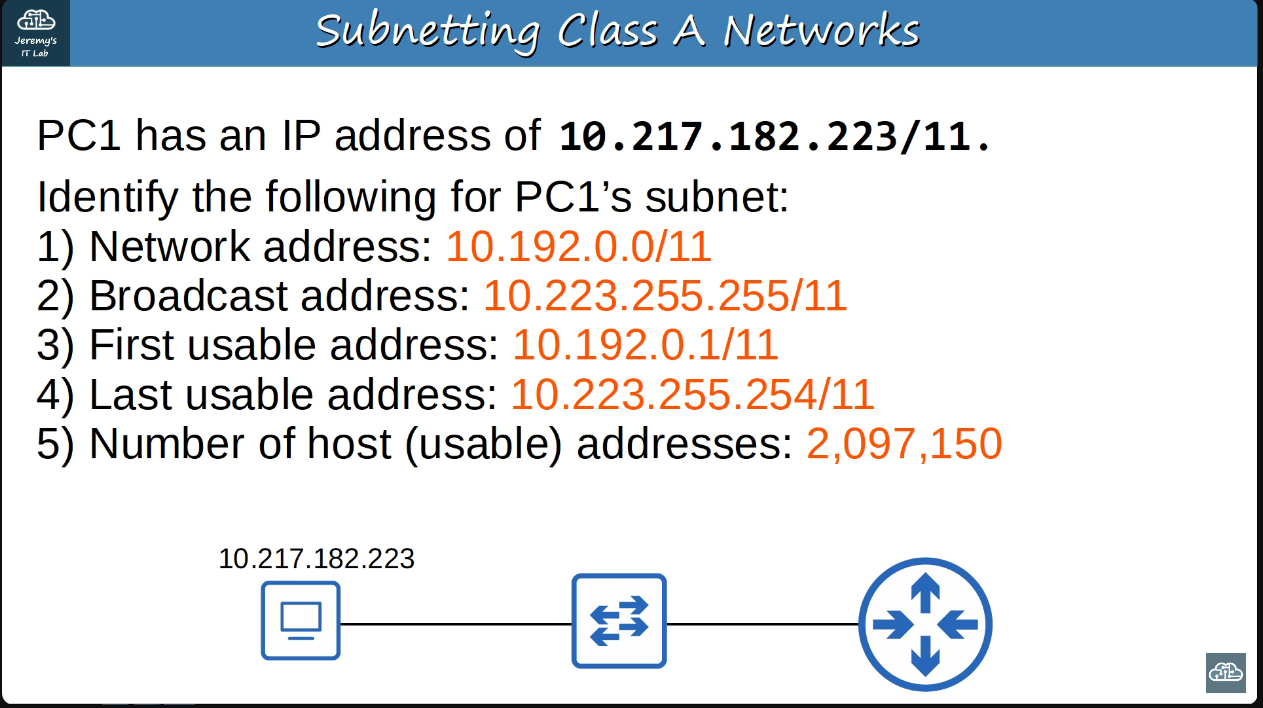 Jeremy's
IT Lab
Subnetting Class A Networks
PC1 has an IP address of 10.217.182.223/11.
Identify the following for PC1’s subnet:
1) Network address: 10.192.0.0/11
2) Broadcast address: 10.223.255.255/11
3) First usable address: 10.192.0.1/11
4) Last usable address: 10.223.255.254/11
5) Number of host (usable) addresses: 2,097,150
10.217.182.223